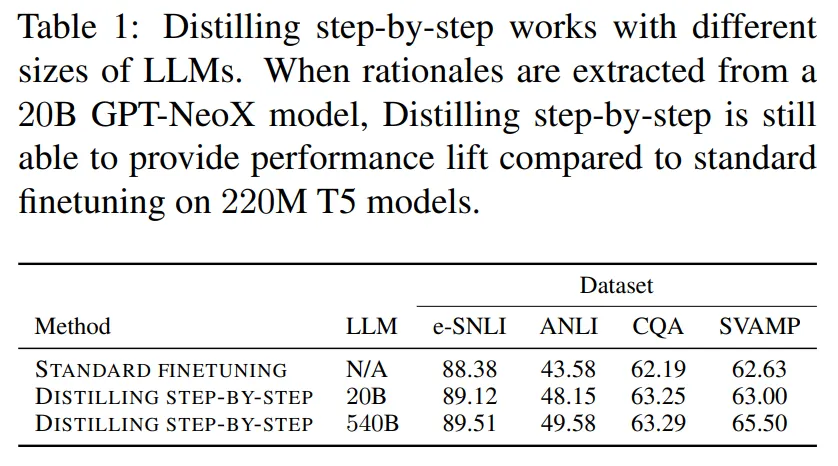 Table 1: Distilling step-by-step works with different
sizes of LLMs. When rationales are extracted from a
20B GPT-NeoX model, Distilling step-by-step is still
able to provide performance lift compared to standard
finetuning on 220M T5 models.
Dataset
Method LLM e-SNLI ANLI CQA SVAMP
STANDARD FINETUNING N/A 88.38 43.58 62.19 62.63
DISTILLING STEP-BY-STEP 20B 89.12 48.15 63.25 63.00
DISTILLING STEP-BY-STEP 540B 89.51 49.58 63.29 65.50